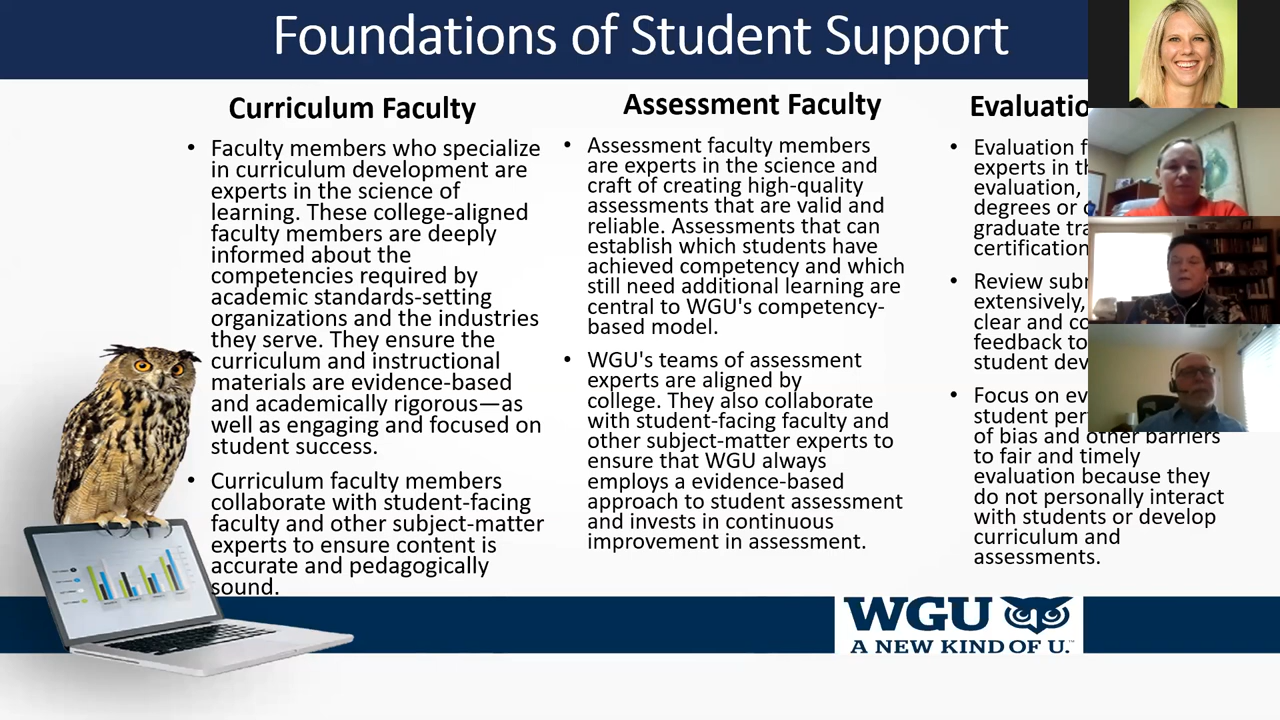 Foundations of Student Support
Curriculum Faculty
• Faculty members who specialize
in curriculum development are
experts in the science of
learning. These college-aligned
faculty members are deeply
informed about the
competencies required by
academic standards-setting
organizations and the industries
they serve. They ensure the
curriculum and instructional
materials are evidence-based
and academically rigorous—as
well as engaging and focused on
student success.
• Curriculum faculty members
collaborate with student-facing
faculty and other subject-matter
experts to ensure content is
accurate and pedagogically
sound.
Assessment Faculty
• Assessment faculty members
are experts in the science and
craft of creating high-quality
assessments that are valid and
reliable. Assessments that can
establish which students have
achieved competency and which
still need additional learning are
central to WGU's competency-
based model.
• WGU's teams of assessment
experts are aligned by
college. They also collaborate
with student-facing faculty and
other subject-matter experts to
ensure that WGU always
employs a evidence-based
approach to student assessment
and invests in continuous
improvement in assessment.
Evaluatio
• Evaluation f
experts in th
evaluation,
degrees or
graduate tra
certification
• Review subr
extensively,
clear and co
feedback to
student dev
• Focus on ev
student per
of bias and other barriers
to fair and timely
evaluation because they
do not personally interact
with students or develop
curriculum and
assessments.
WGU
A NEW KIND OF U.™